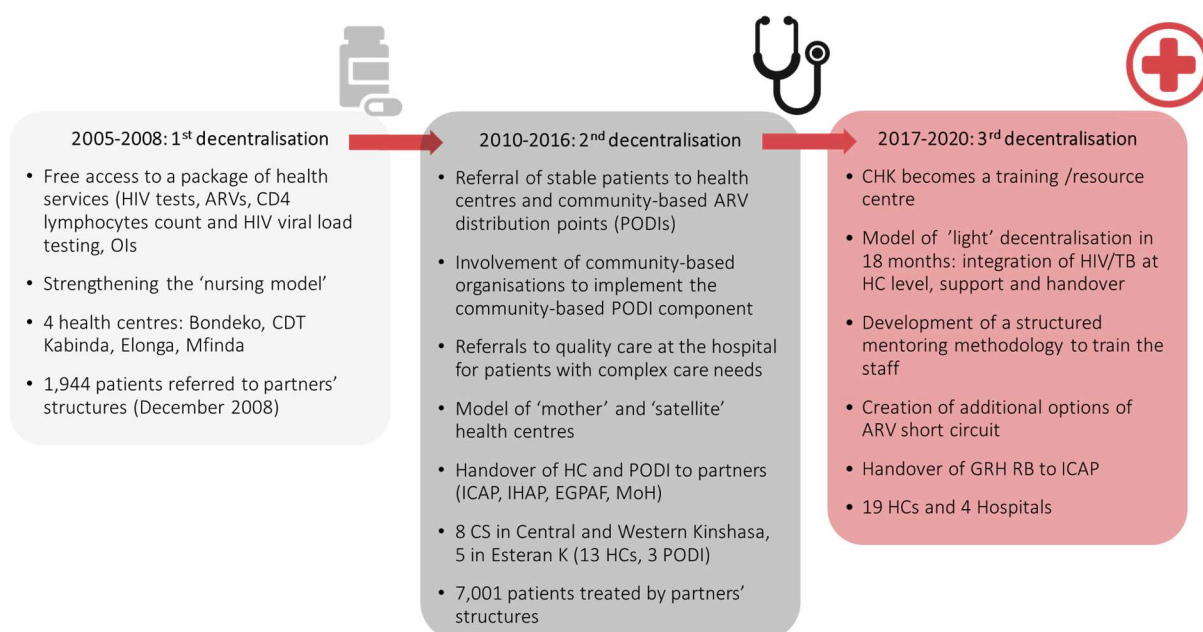 2005-2008: 1st decentralisation
• Free access to a package of health
services (HIV tests, ARVs, CD4
lymphocytes count and HIV viral load
testing, OIs
• Strengthening the ‘nursing model’
• 4 health centres: Bondeko, CDT
Kabinda, Elonga, Mfinda
• 1,944 patients referred to partners’
structures (December 2008)
2010-2016: 2nd decentralisation
• Referral of stable patients to health
centres and community-based ARV
distribution points (PODIs)
• Involvement of community-based
organisations to implement the
community-based PODI component
• Referrals to quality care at the hospital
for patients with complex care needs
• Model of ‘mother’ and ‘satellite’
health centres
• Handover of HC and PODI to partners
(ICAP, IHAP, EGPAF, MoH)
• 8 CS in Central and Western Kinshasa,
5 in Esteran K (13 HCs, 3 PODI)
• 7,001 patients treated by partners’
structures
2017-2020: 3rd decentralisation
• CHK becomes a training /resource
centre
• Model of ’light’ decentralisation in
18 months: integration of HIV/TB at
HC level, support and handover
• Development of a structured
mentoring methodology to train the
staff
• Creation of additional options of
ARV short circuit
• Handover of GRH RB to ICAP
• 19 HCs and 4 Hospitals